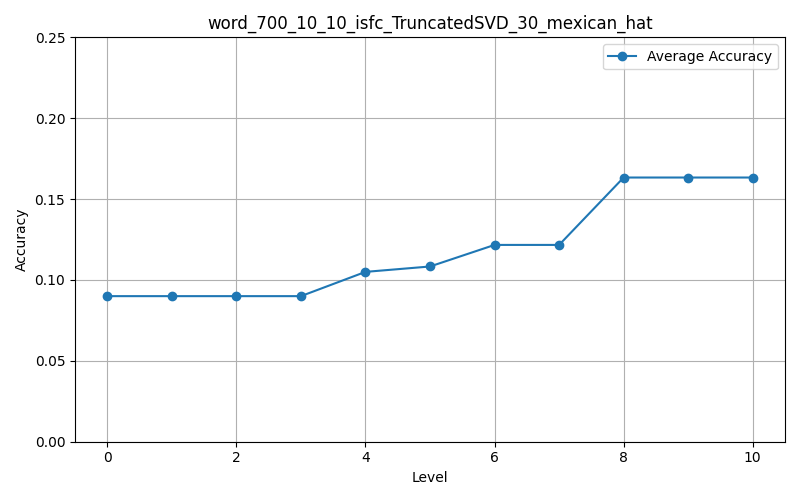 word_700_10_10_isfc_TruncatedSVD_30_mexican_hat
Average Accuracy
0.25
0.20
0.15
0.10
0.05
0.00
Accuracy
0 2 4 6 8 10
Level